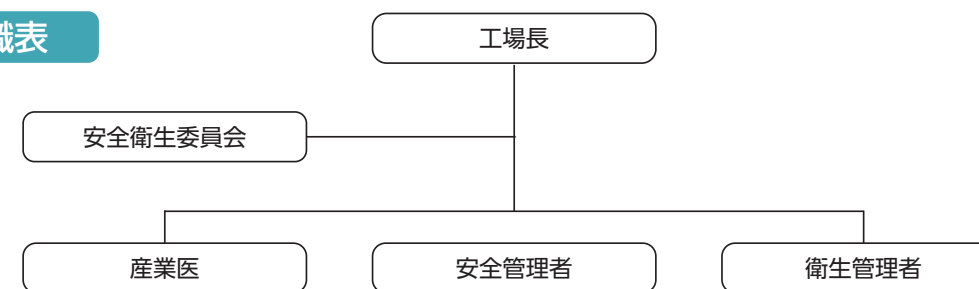 織表
工場長
安全衛生委員会
産業医
安全管理者
衛生管理者